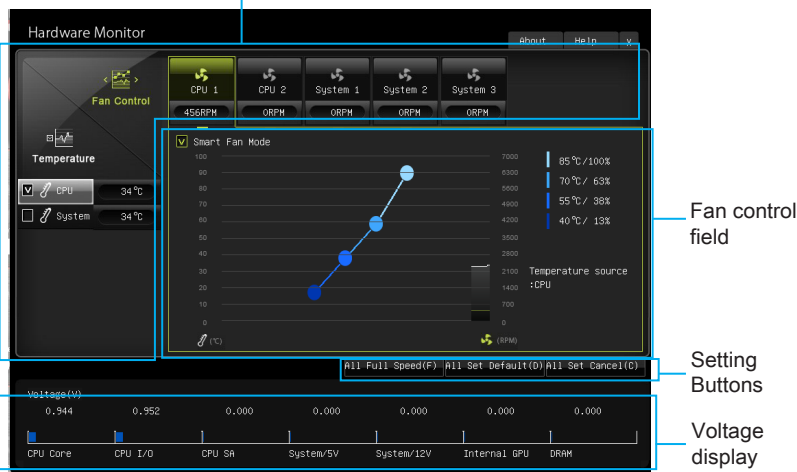 Hardware Monitor
About Help x
Fan Control
CPU 1 CPU 2 System 1 System 2 System 3
456RPM 0RPM 0RPM 0RPM 0RPM
Temperature
V CPU 34°C
System 34°C
V Smart Fan Mode
100 7000
90 6300
80 5600
70 4900
60 4200
50 3500
40 2800
30 2100
20 1400
10 700
0 0
(℃) (RPM)
85℃/100%
70℃/ 63%
55℃/ 38%
40℃/ 13%
Temperature source
:CPU
Fan control
field
All Full Speed(F) All Set Default(D) All Set Cancel(C)
Setting
Buttons
Voltage(V)
0.944 0.952 0.000 0.000 0.000 0.000 0.000
CPU Core CPU I/O CPU SA System/5V System/12V Internal GPU DRAM
Voltage
display